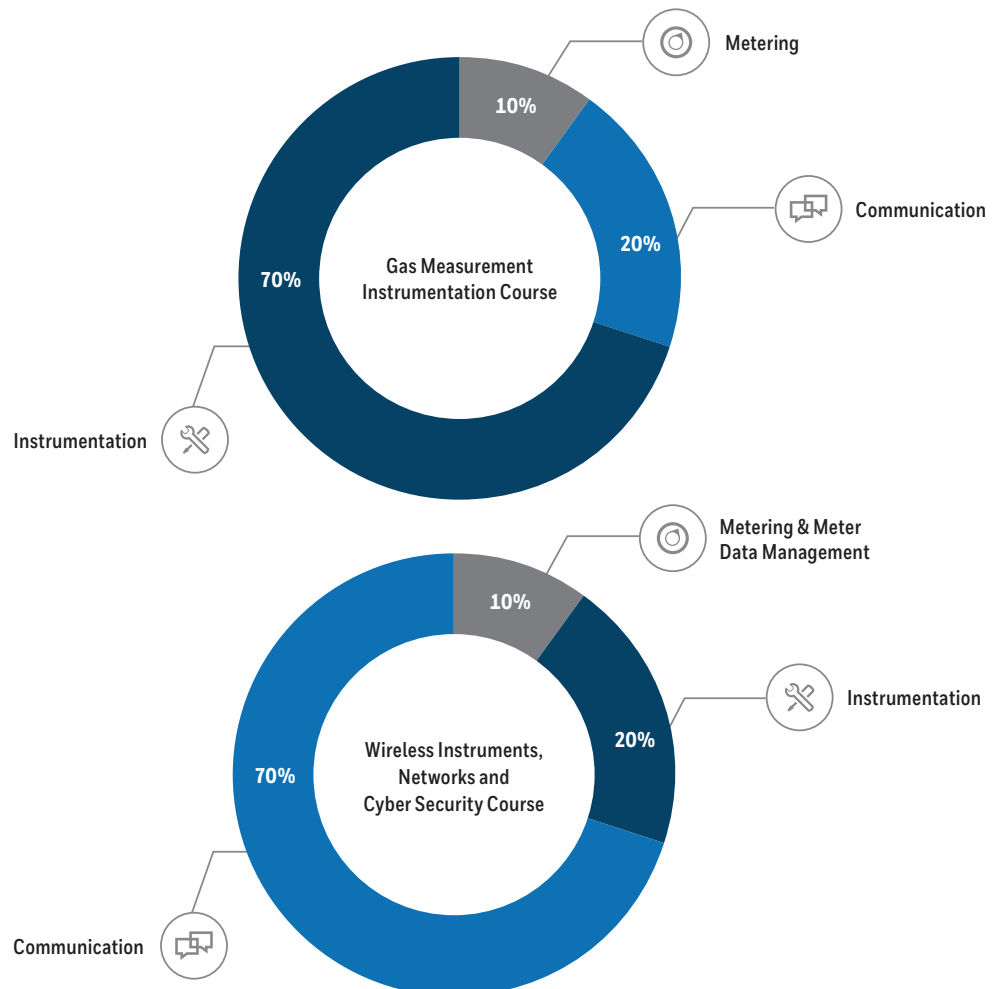 Metering
10%
Communication
20%
Gas Measurement
Instrumentation Course
70%
Instrumentation
Metering & Meter
Data Management
10%
Instrumentation
20%
Wireless Instruments,
Networks and
Cyber Security Course
70%
Communication